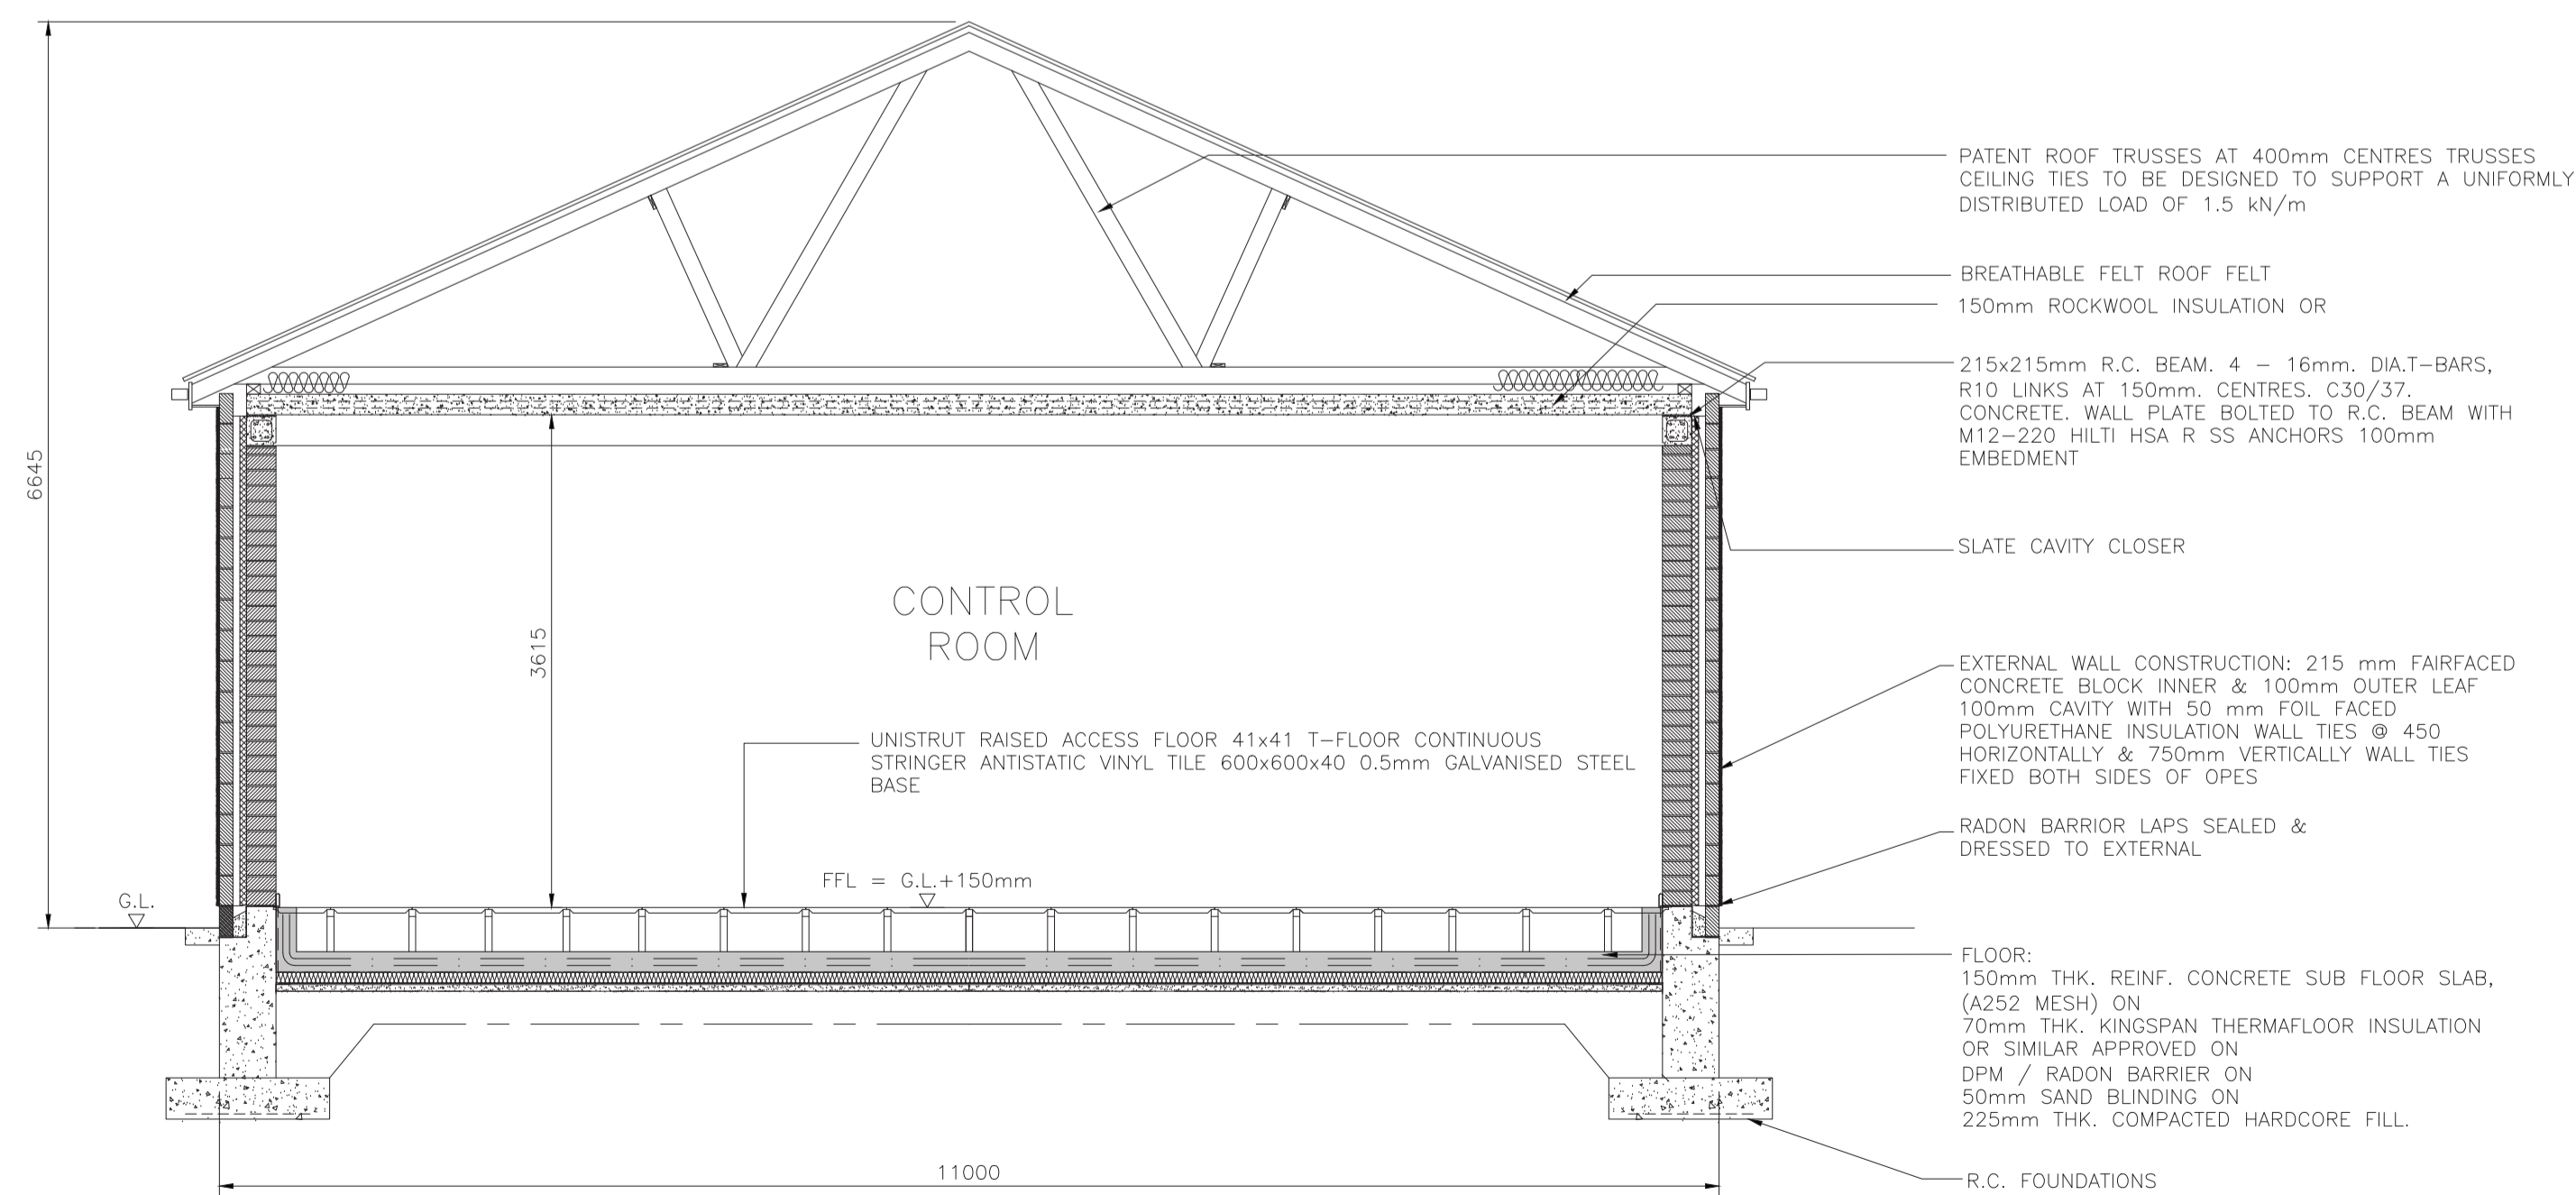 PATENT ROOF TRUSSES AT 400mm CENTRES TRUSSES
CEILING TIES TO BE DESIGNED TO SUPPORT A UNIFORMLY
DISTRIBUTED LOAD OF 1.5 kN/m
BREATHABLE FELT ROOF FELT
150mm ROCKWOOL INSULATION OR
215x215mm R.C. BEAM. 4 - 16mm. DIA.T-BARS,
R10 LINKS AT 150mm. CENTRES. C30/37.
CONCRETE. WALL PLATE BOLTED TO R.C. BEAM WITH
M12-220 HILTI HSA R SS ANCHORS 100mm
EMBEDMENT
6645
SLATE CAVITY CLOSER
CONTROL
ROOM
3615
EXTERNAL WALL CONSTRUCTION: 215 mm FAIRFACED
CONCRETE BLOCK INNER & 100mm OUTER LEAF
100mm CAVITY WITH 50 mm FOIL FACED
POLYURETHANE INSULATION WALL TIES @ 450
HORIZONTALLY & 750mm VERTICALLY WALL TIES
FIXED BOTH SIDES OF OPES
UNISTRUT RAISED ACCESS FLOOR 41x41 T-FLOOR CONTINUOUS
STRINGER ANTISTATIC VINYL TILE 600x600x40 0.5mm GALVANISED STEEL
BASE
RADON BARRIOR LAPS SEALED &
DRESSED TO EXTERNAL
FFL = G.L.+150mm
G.L.
FLOOR:
150mm THK. REINF. CONCRETE SUB FLOOR SLAB,
(A252 MESH) ON
70mm THK. KINGSPAN THERMAFLOOR INSULATION
OR SIMILAR APPROVED ON
DPM / RADON BARRIER ON
50mm SAND BLINDING ON
225mm THK. COMPACTED HARDCORE FILL.
11000
R.C. FOUNDATIONS